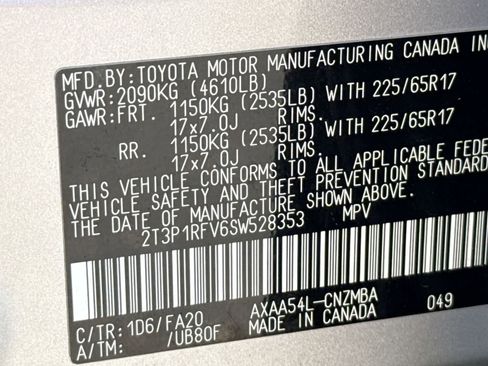 MFD.BY:TOYOTA MOTOR MANUFACTURING CANADA INC
GVWR:2090KG (4610LB)
GAWR:FRT. 1150KG (2535LB) WITH 225/65R17
17x7.0J RIMS.
RR. 1150KG (2535LB) WITH 225/65R17
17x7.0J RIMS.
THIS VEHICLE CONFORMS TO ALL APPLICABLE FEDE
VEHICLE SAFETY AND THEFT PREVENTION STANDARD
DATE OF MANUFACTURE SHOWN ABOVE.
2T3P1RFV6SW528353 MPV
C/TR: 1D6/FA20 AXAA54L-CNZMBA 049
A/TM: /UB80F MADE IN CANADA